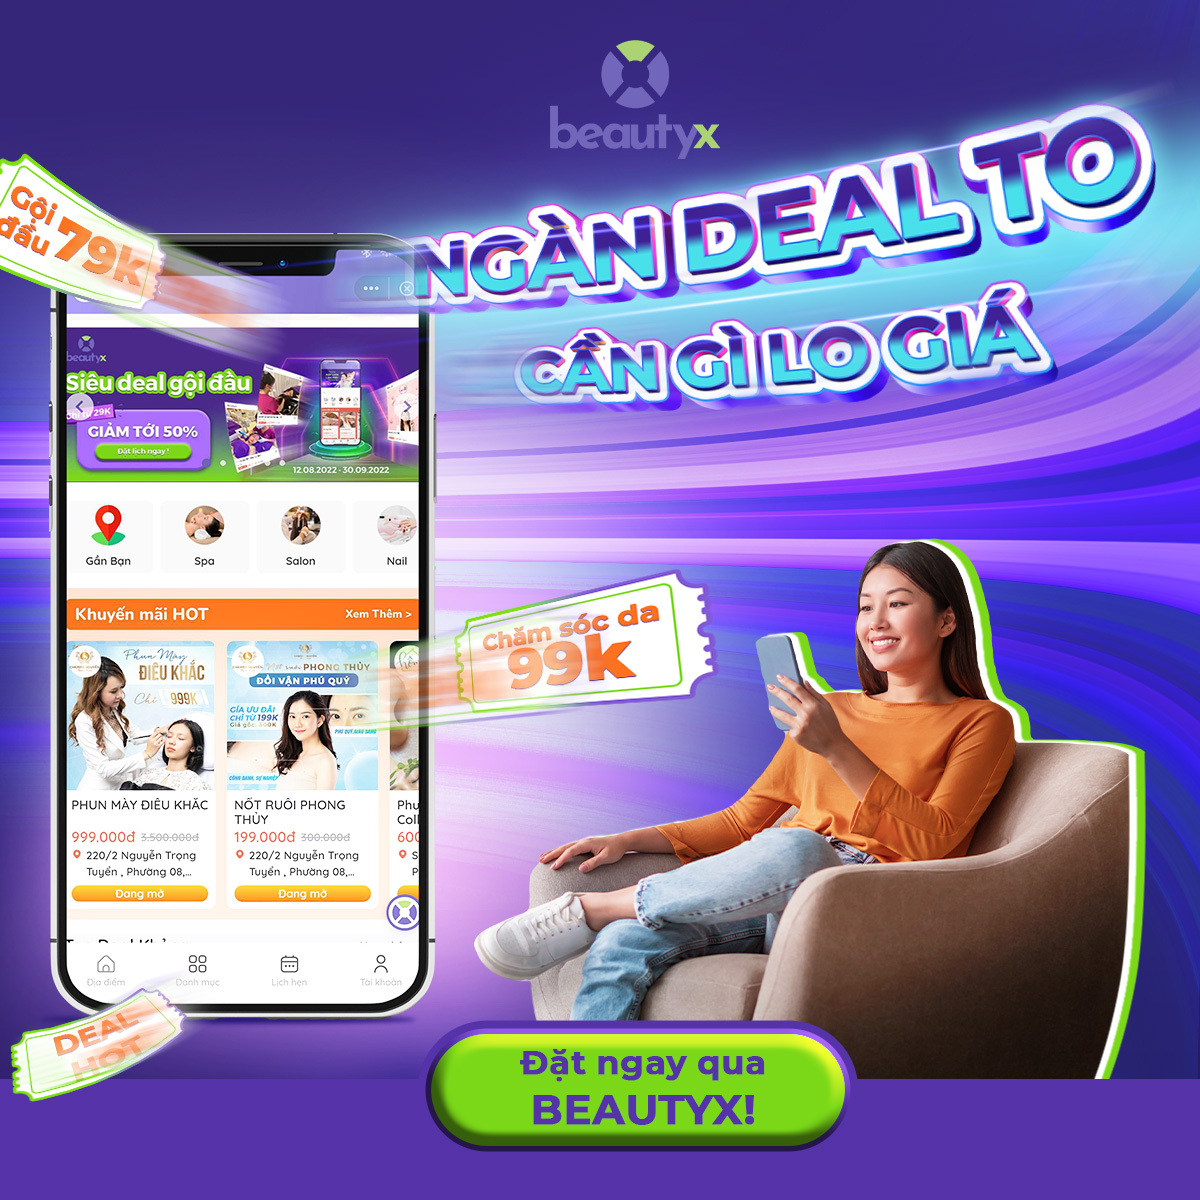 beautyx
NGÀN DEAL TO
CẦN GÌ LO GIÁ
Gội
đầu 79k
beautyx
Siêu deal gội đầu
29K
GIẢM TỚI 50%
Đặt lịch ngay!
12.08.2022 - 30.09.2022
Gần Bạn
Spa
Salon
Nail
Khuyến mãi HOT
Xem Thêm >
Chăm sóc da
99k
Phun Mày
ĐIÊU KHẮC
Chỉ 999K
PHONG THỦY
ĐỔI VẬN PHÚ QUÝ
GIÁ ƯU ĐÃI
CHỈ TỪ 199K
PHUN MÀY ĐIÊU KHẮC
999.000đ 3.500.000đ
220/2 Nguyễn Trọng
Tuyển , Phường 08,...
Đang mở
NỐT RUỒI PHONG
THỦY
199.000đ 300.000đ
220/2 Nguyễn Trọng
Tuyển , Phường 08,...
Đang mở
Địa điểm
Danh mục
Lịch hẹn
Tài khoản
DEAL
HOT
Đặt ngay qua
BEAUTYX!